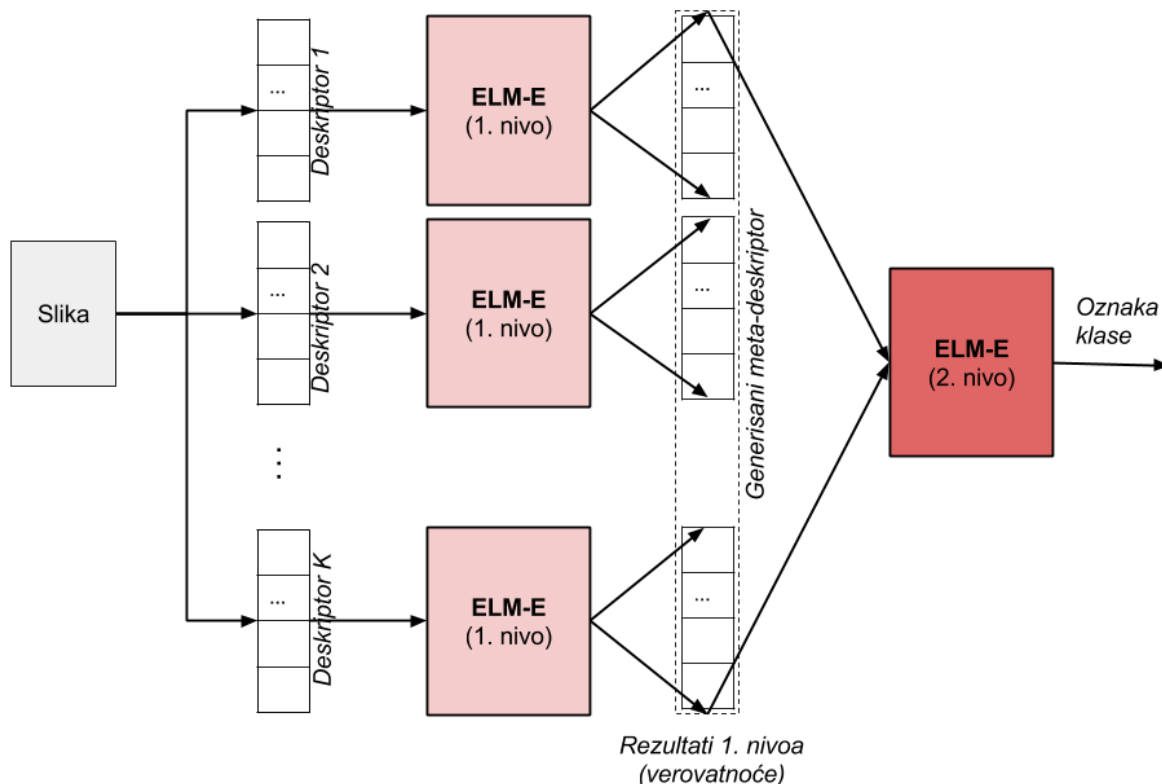 Slika
...
Deskriptor 1
ELM-E
(1. nivo)
...
...
Deskriptor 2
ELM-E
(1. nivo)
...
...
...
Deskriptor K
ELM-E
(1. nivo)
...
Generisani meta-deskriptor
Rezultati 1. nivoa
(verovatnoće)
ELM-E
(2. nivo)
Oznaka
klase